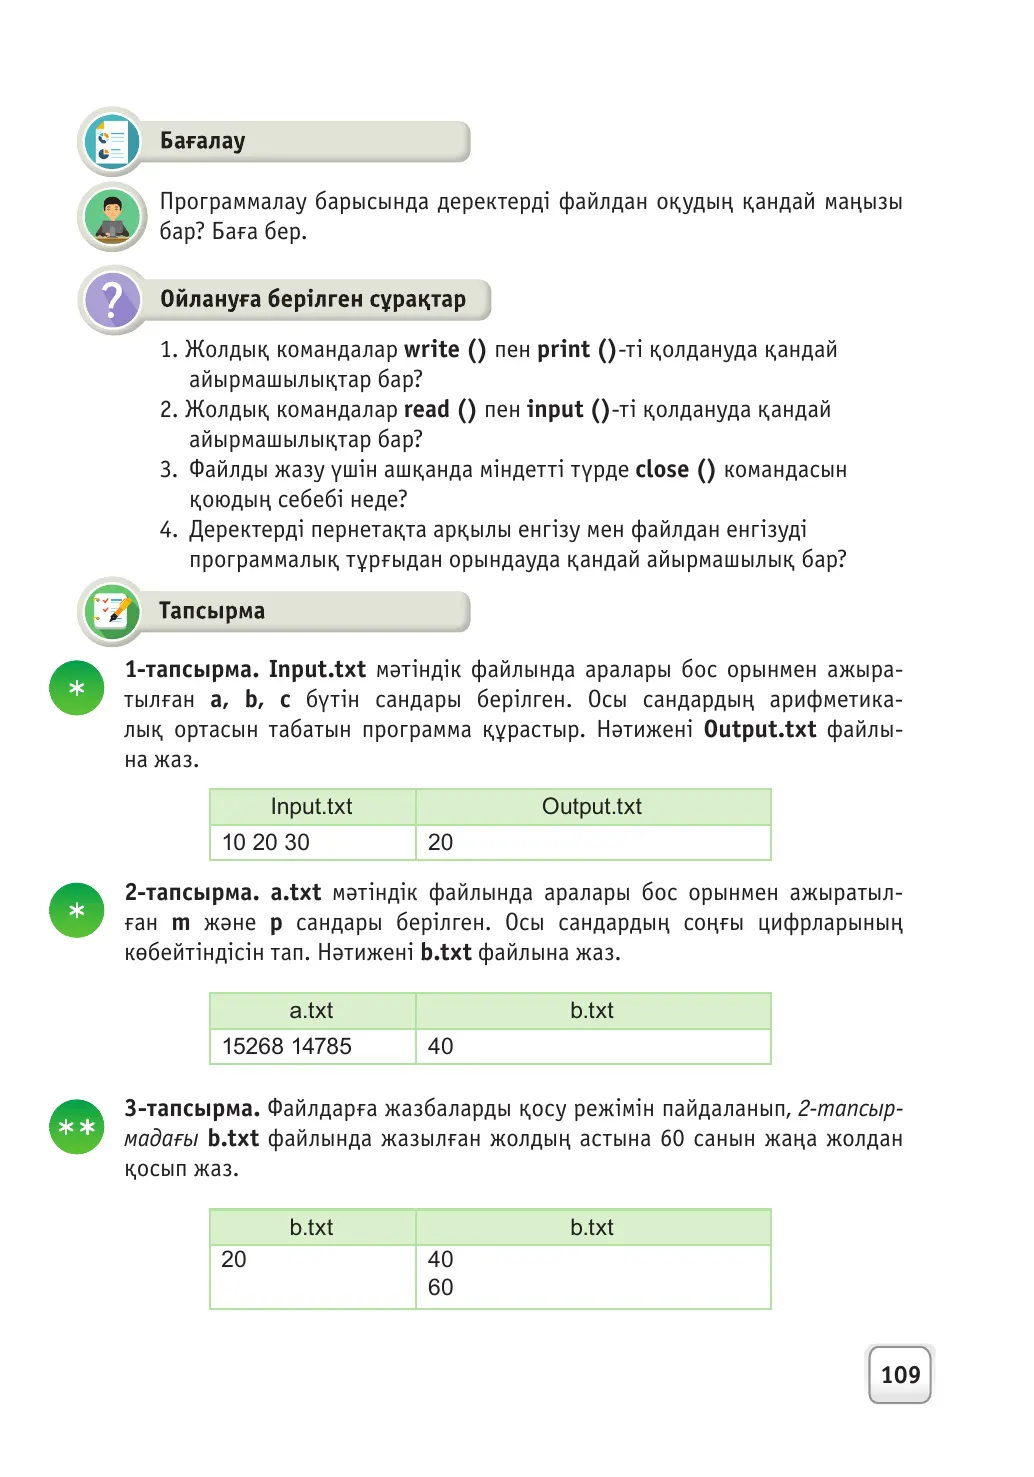 Бағалау
Программалау барысында деректерді файлдан оқудың қандай маңызы
бар? Баға бер.
Ойлануға берілген сұрақтар
1. Жолдық командалар write () пен print ()-ті қолдануда қандай
айырмашылықтар бар?
2. Жолдық командалар read () пен input ()-ті қолдануда қандай
айырмашылықтар бар?
3. Файлды жазу үшін ашқанда міндетті түрде close () командасын
қоюдың себебі неде?
4. Деректерді пернетақта арқылы енгізу мен файлдан енгізуді
программалық тұрғыдан орындауда қандай айырмашылық бар?
Тапсырма
1-тапсырма. Input.txt мәтіндік файлында аралары бос орынмен ажыра-
тылған a, b, c бүтін сандары берілген. Осы сандардың арифметика-
лық ортасын табатын программа құрастыр. Нәтижені Output.txt файлы-
на жаз.
Input.txt Output.txt
10 20 30 20
2-тапсырма. a.txt мәтіндік файлында аралары бос орынмен ажыратыл-
ған m және p сандары берілген. Осы сандардың соңғы цифрларының
көбейтіндісін тап. Нәтижені b.txt файлына жаз.
a.txt b.txt
15268 14785 40
3-тапсырма. Файлдарға жазбаларды қосу режімін пайдаланып, 2-тапсыр-
мадағы b.txt файлында жазылған жолдың астына 60 санын жаңа жолдан
қосып жаз.
b.txt b.txt
20 40
60
109